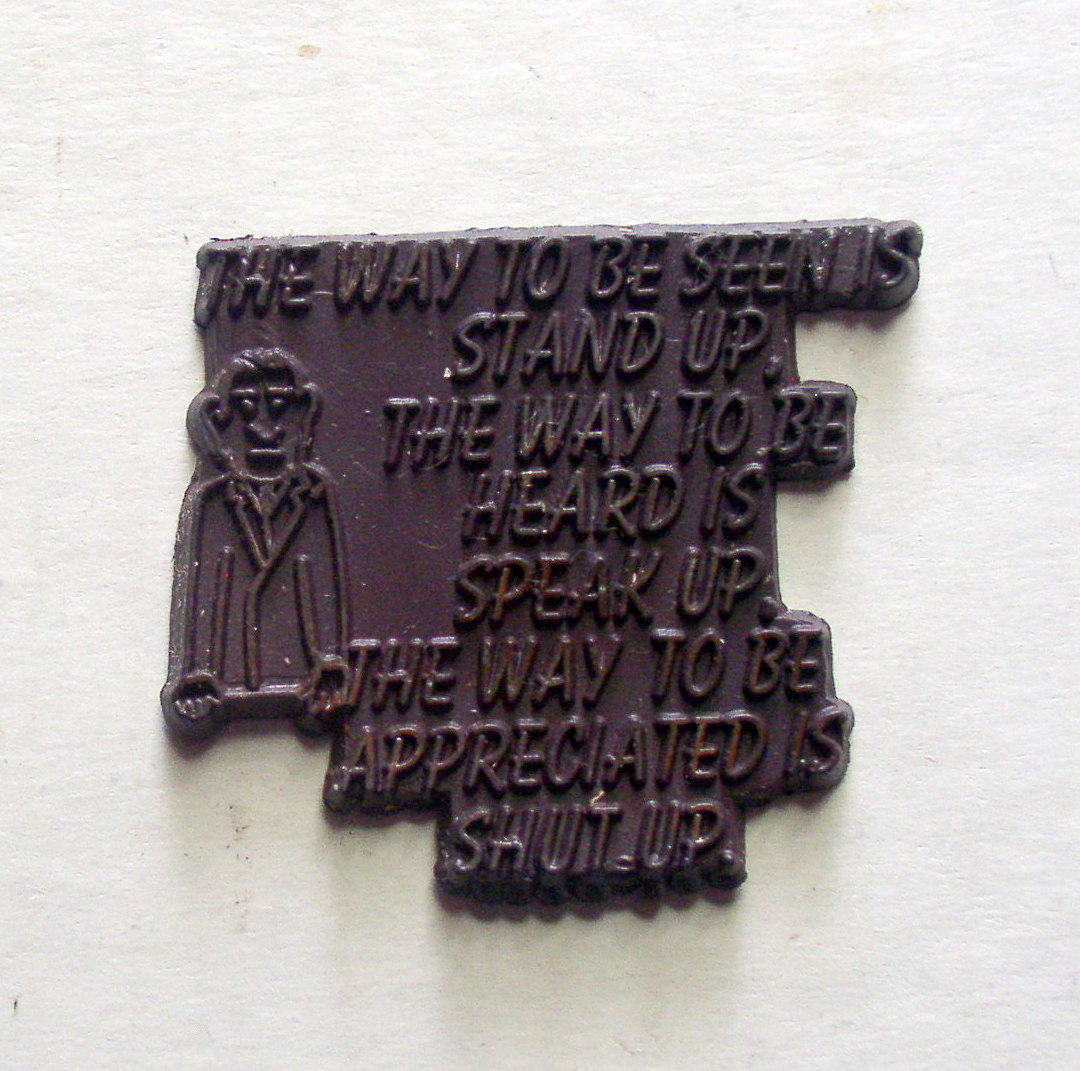 THE WAY TO BE SEEN IS
STAND UP.
THE WAY TO BE
HEARD IS
SPEAK UP.
THE WAY TO BE
APPRECIATED IS
SHUT UP.